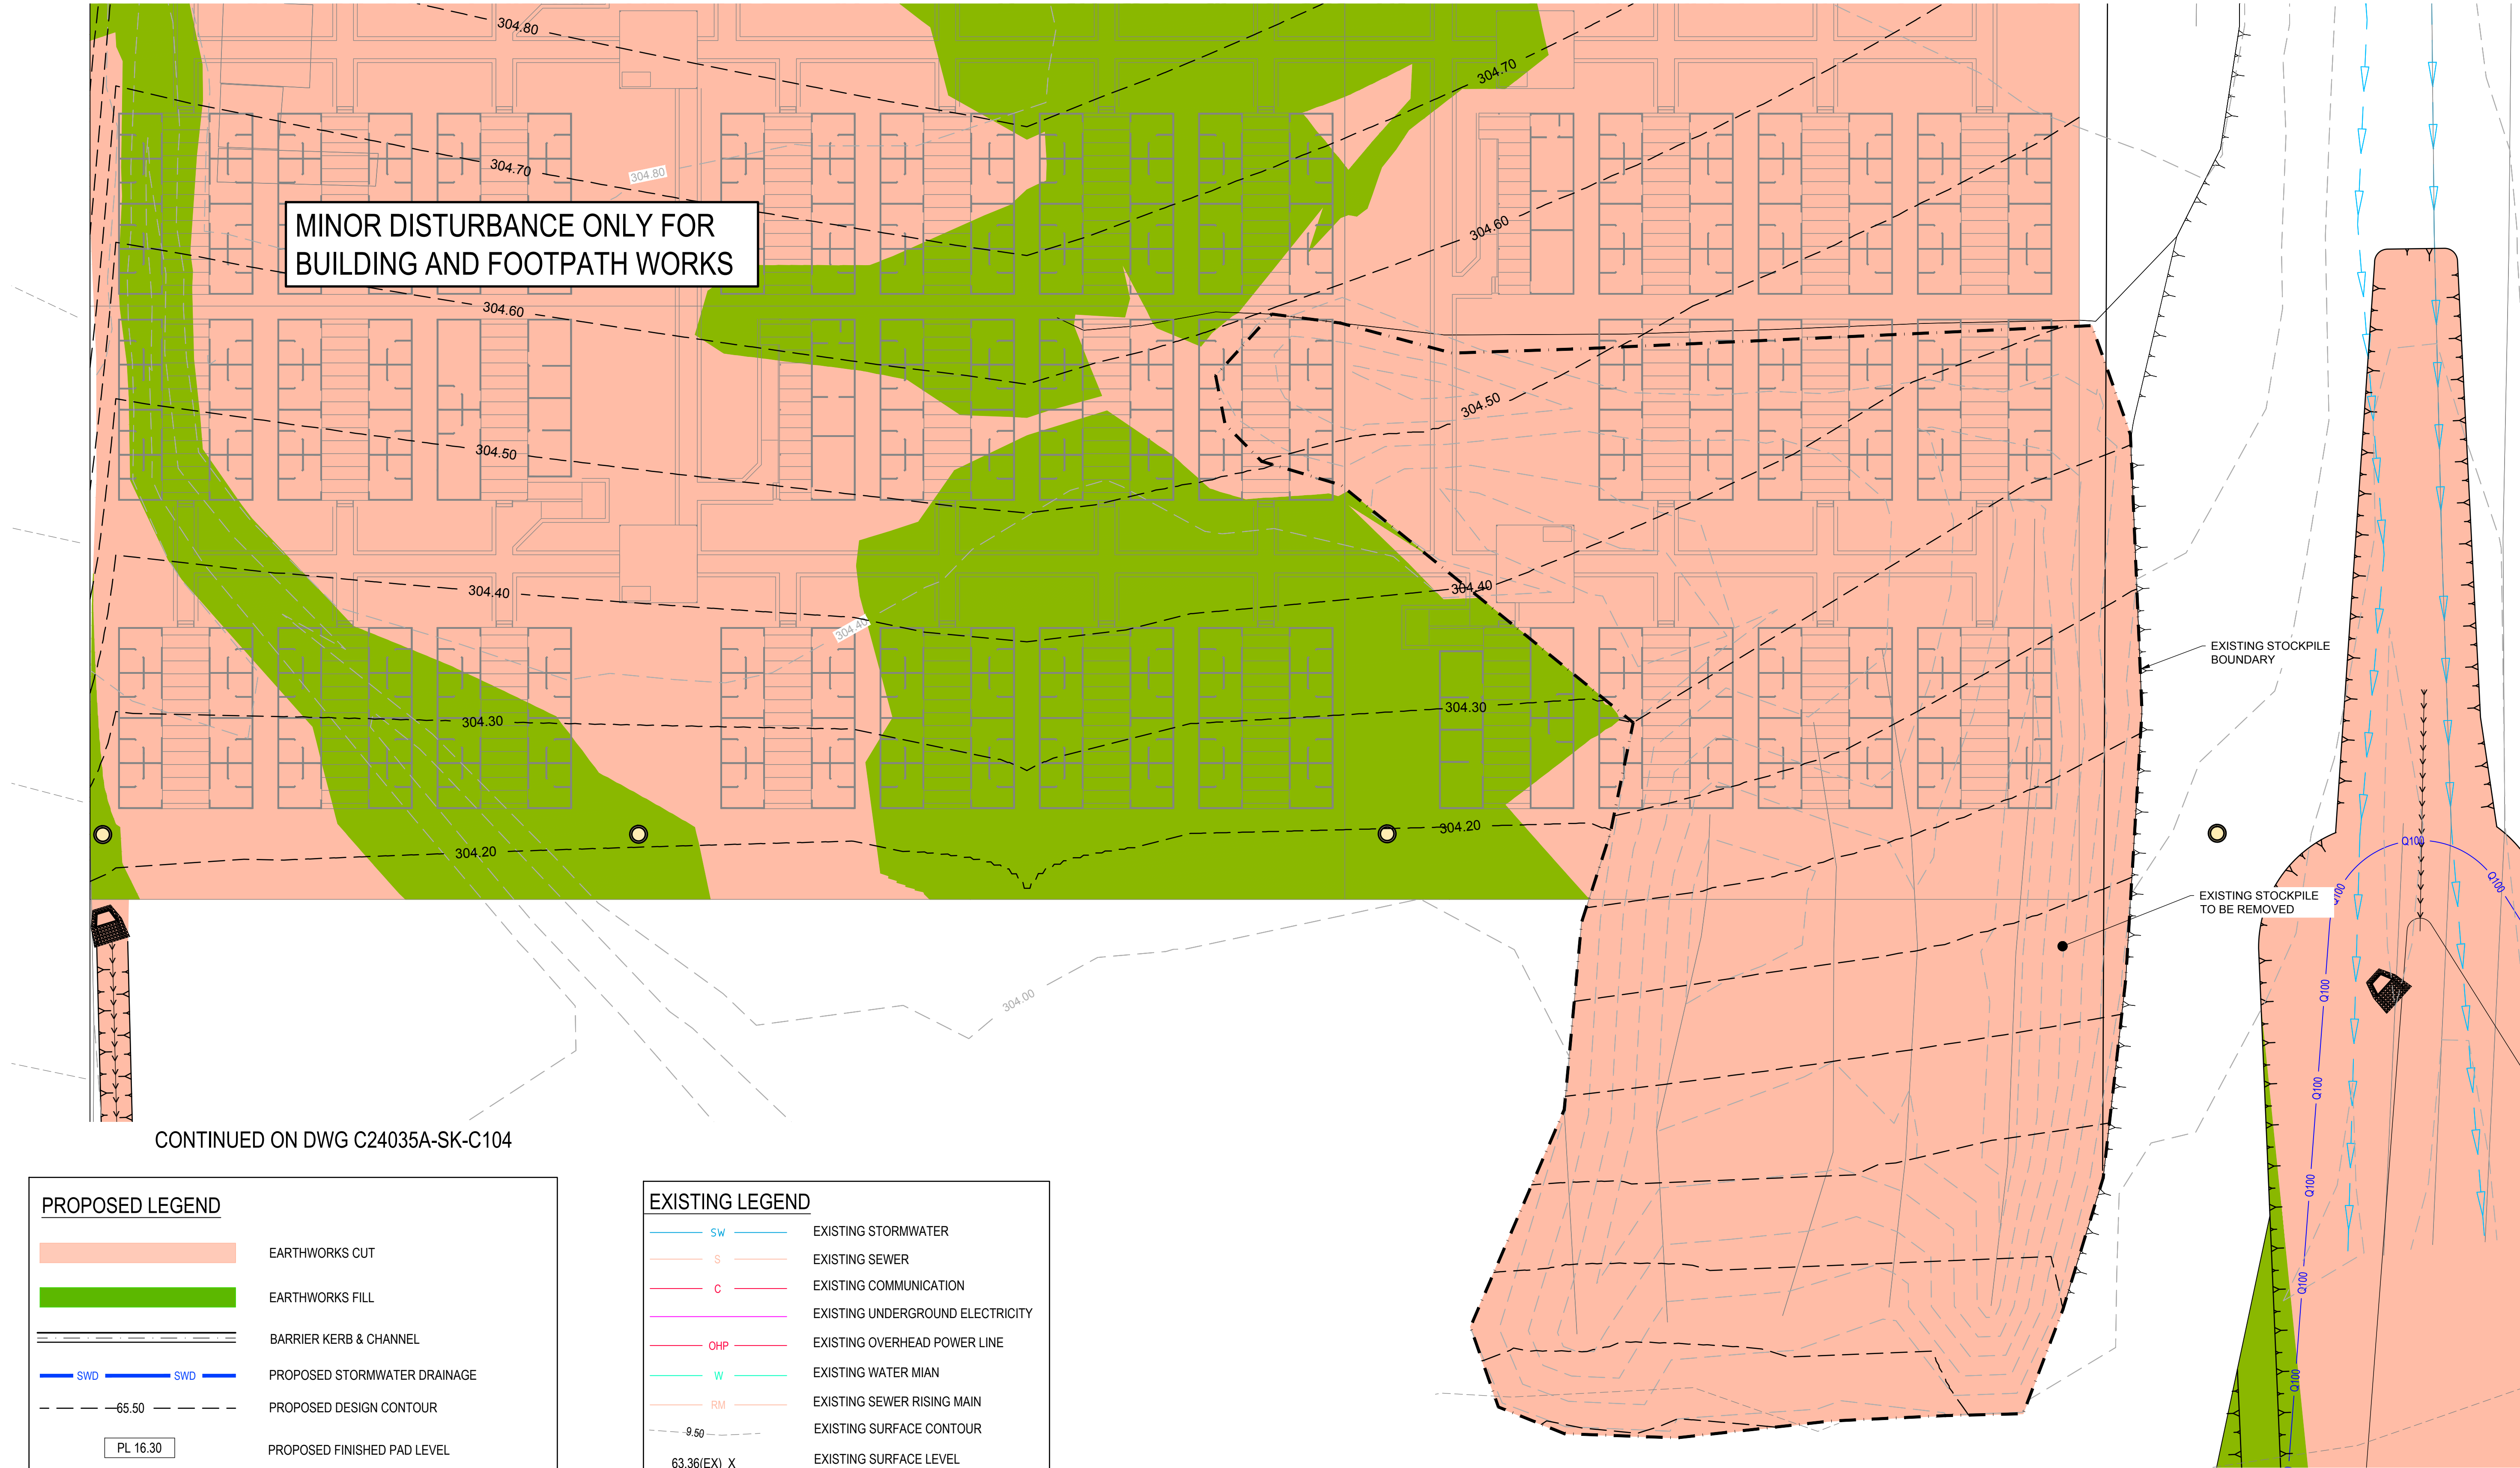 304.80
304.70
304.70
304.80
MINOR DISTURBANCE ONLY FOR
BUILDING AND FOOTPATH WORKS
304.60
304.60
304.50
304.50
304.40
304.40
304.40
304.30
304.30
304.20
304.20
304.00
EXISTING STOCKPILE
BOUNDARY
EXISTING STOCKPILE
TO BE REMOVED
Q100
Q100
Q100
Q100
Q100
Q100
Q100
Q100
CONTINUED ON DWG C24035A-SK-C104
PROPOSED LEGEND
EARTHWORKS CUT
EARTHWORKS FILL
BARRIER KERB & CHANNEL
SWD SWD PROPOSED STORMWATER DRAINAGE
65.50 PROPOSED DESIGN CONTOUR
PL 16.30 PROPOSED FINISHED PAD LEVEL
EXISTING LEGEND
SW EXISTING STORMWATER
S EXISTING SEWER
C EXISTING COMMUNICATION
EXISTING UNDERGROUND ELECTRICITY
OHP EXISTING OVERHEAD POWER LINE
W EXISTING WATER MIAN
RM EXISTING SEWER RISING MAIN
9.50 EXISTING SURFACE CONTOUR
63.36(EX) X EXISTING SURFACE LEVEL